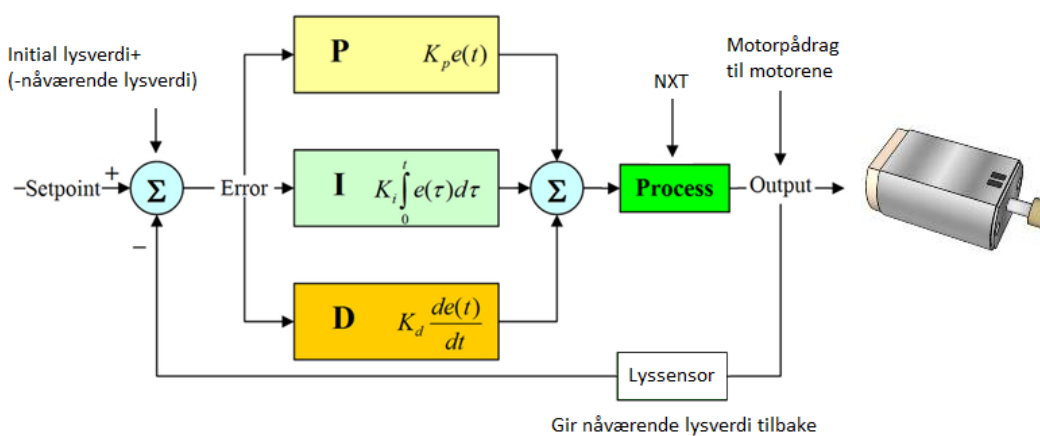 Initial lysverdi+
(-nåværende lysverdi)
P K_p e(t)
Motorpådrag
til motorene
NXT
–Setpoint
+
Σ
Error
I K_i ∫_0^t e(τ)dτ
Σ
Process
Output
–
D K_d de(t)/dt
Lyssensor
Gir nåværende lysverdi tilbake